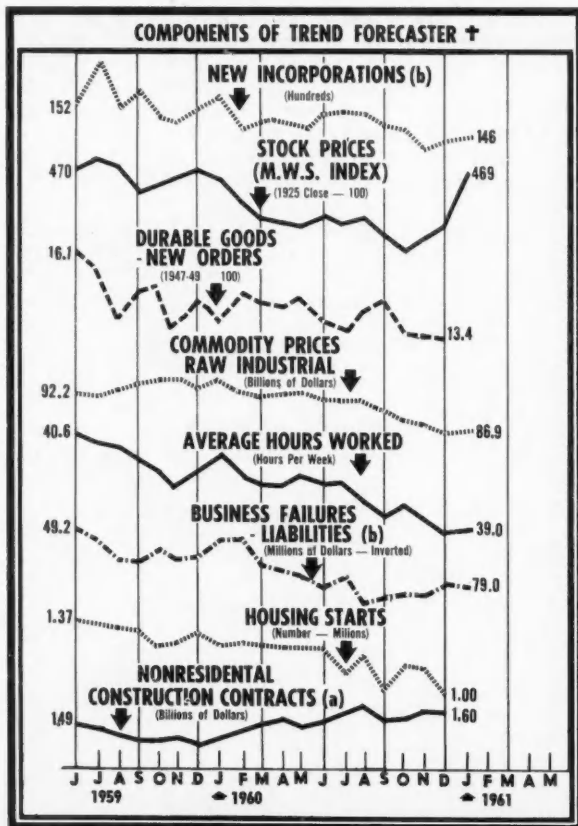 COMPONENTS OF TREND FORECASTER †
NEW INCORPORATIONS (b)
(Hundreds)
152
146
STOCK PRICES
(M.W.S. INDEX)
(1925 Close — 100)
470
469
DURABLE GOODS
- NEW ORDERS
(1947-49 100)
16.1
13.4
COMMODITY PRICES
RAW INDUSTRIAL
(Billions of Dollars)
92.2
86.9
AVERAGE HOURS WORKED
(Hours Per Week)
40.6
39.0
BUSINESS FAILURES
- LIABILITIES (b)
(Millions of Dollars — Inverted)
49.2
79.0
HOUSING STARTS
(Number — Milions)
1.37
1.00
NONRESIDENTAL
CONSTRUCTION CONTRACTS (a)
(Billions of Dollars)
1.49
1.60
J J A S O N D J F M A M J J A S O N D J F M A M
1959 1960 1961